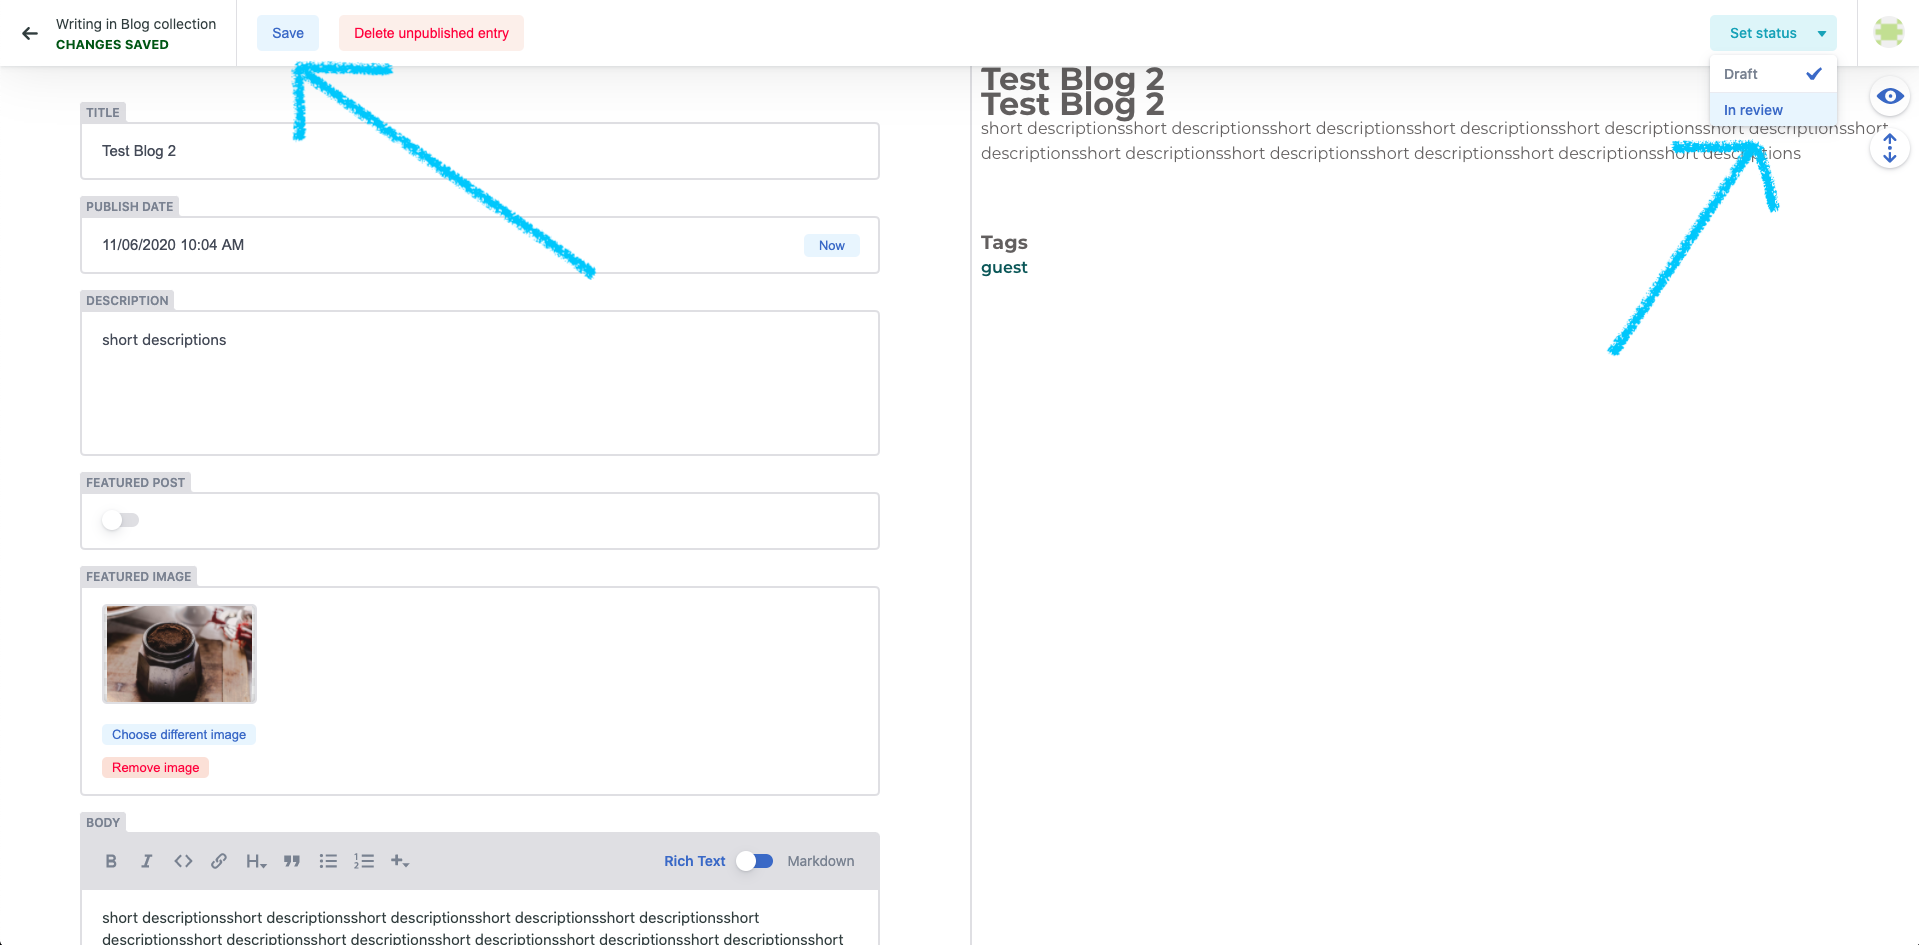 Writing in Blog collection
CHANGES SAVED
Save
Delete unpublished entry
Set status
Draft
In review
TITLE
Test Blog 2
PUBLISH DATE
11/06/2020 10:04 AM
Now
DESCRIPTION
short descriptions
FEATURED POST
FEATURED IMAGE
Choose different image
Remove image
BODY
B I <> H 99 1 2 +
Rich Text
Markdown
short descriptionsshort descriptionsshort descriptionsshort descriptionsshort descriptionsshort
descriptionsshort descriptionsshort descriptionsshort descriptionsshort descriptionsshort descriptionsshort
Test Blog 2
Test Blog 2
short descriptionsshort descriptionsshort descriptionsshort descriptionsshort descriptionsshort descriptionsshort
descriptionsshort descriptionsshort descriptionsshort descriptionsshort descriptionsshort descriptions
Tags
guest